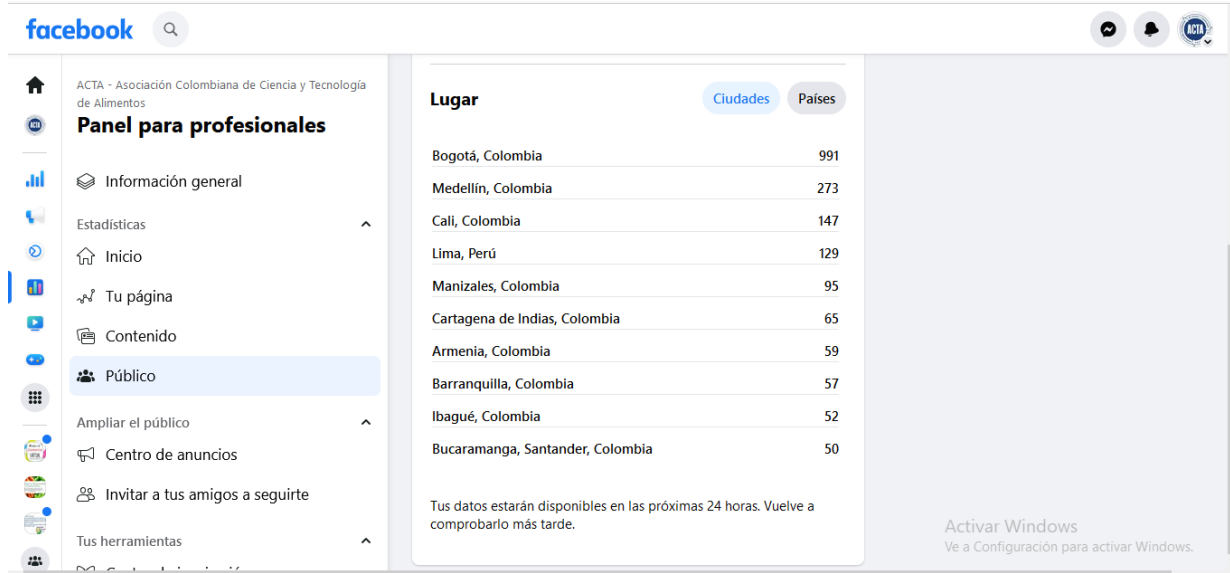 facebook
ACTA
ACTA - Asociación Colombiana de Ciencia y Tecnología
de Alimentos
Panel para profesionales
Información general
Estadísticas
Inicio
Tu página
Contenido
Público
Ampliar el público
Centro de anuncios
Invitar a tus amigos a seguirte
Tus herramientas
Lugar
Ciudades
Países
Bogotá, Colombia 991
Medellín, Colombia 273
Cali, Colombia 147
Lima, Perú 129
Manizales, Colombia 95
Cartagena de Indias, Colombia 65
Armenia, Colombia 59
Barranquilla, Colombia 57
Ibagué, Colombia 52
Bucaramanga, Santander, Colombia 50
Tus datos estarán disponibles en las próximas 24 horas. Vuelve a
comprobarlo más tarde.
Activar Windows
Ve a Configuración para activar Windows.